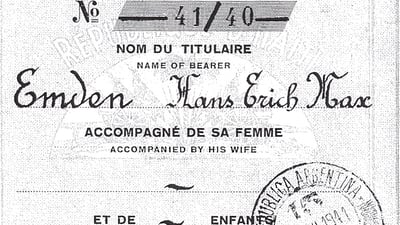 No 41/40
NOM DU TITULAIRE
NAME OF BEARER
Emden Hans Erich Max
ACCOMPAGNÉ DE SA FEMME
ACCOMPANIED BY HIS WIFE
~
ET DE ~ ENFANTS
REPUBLICA ARGENTINA
1941